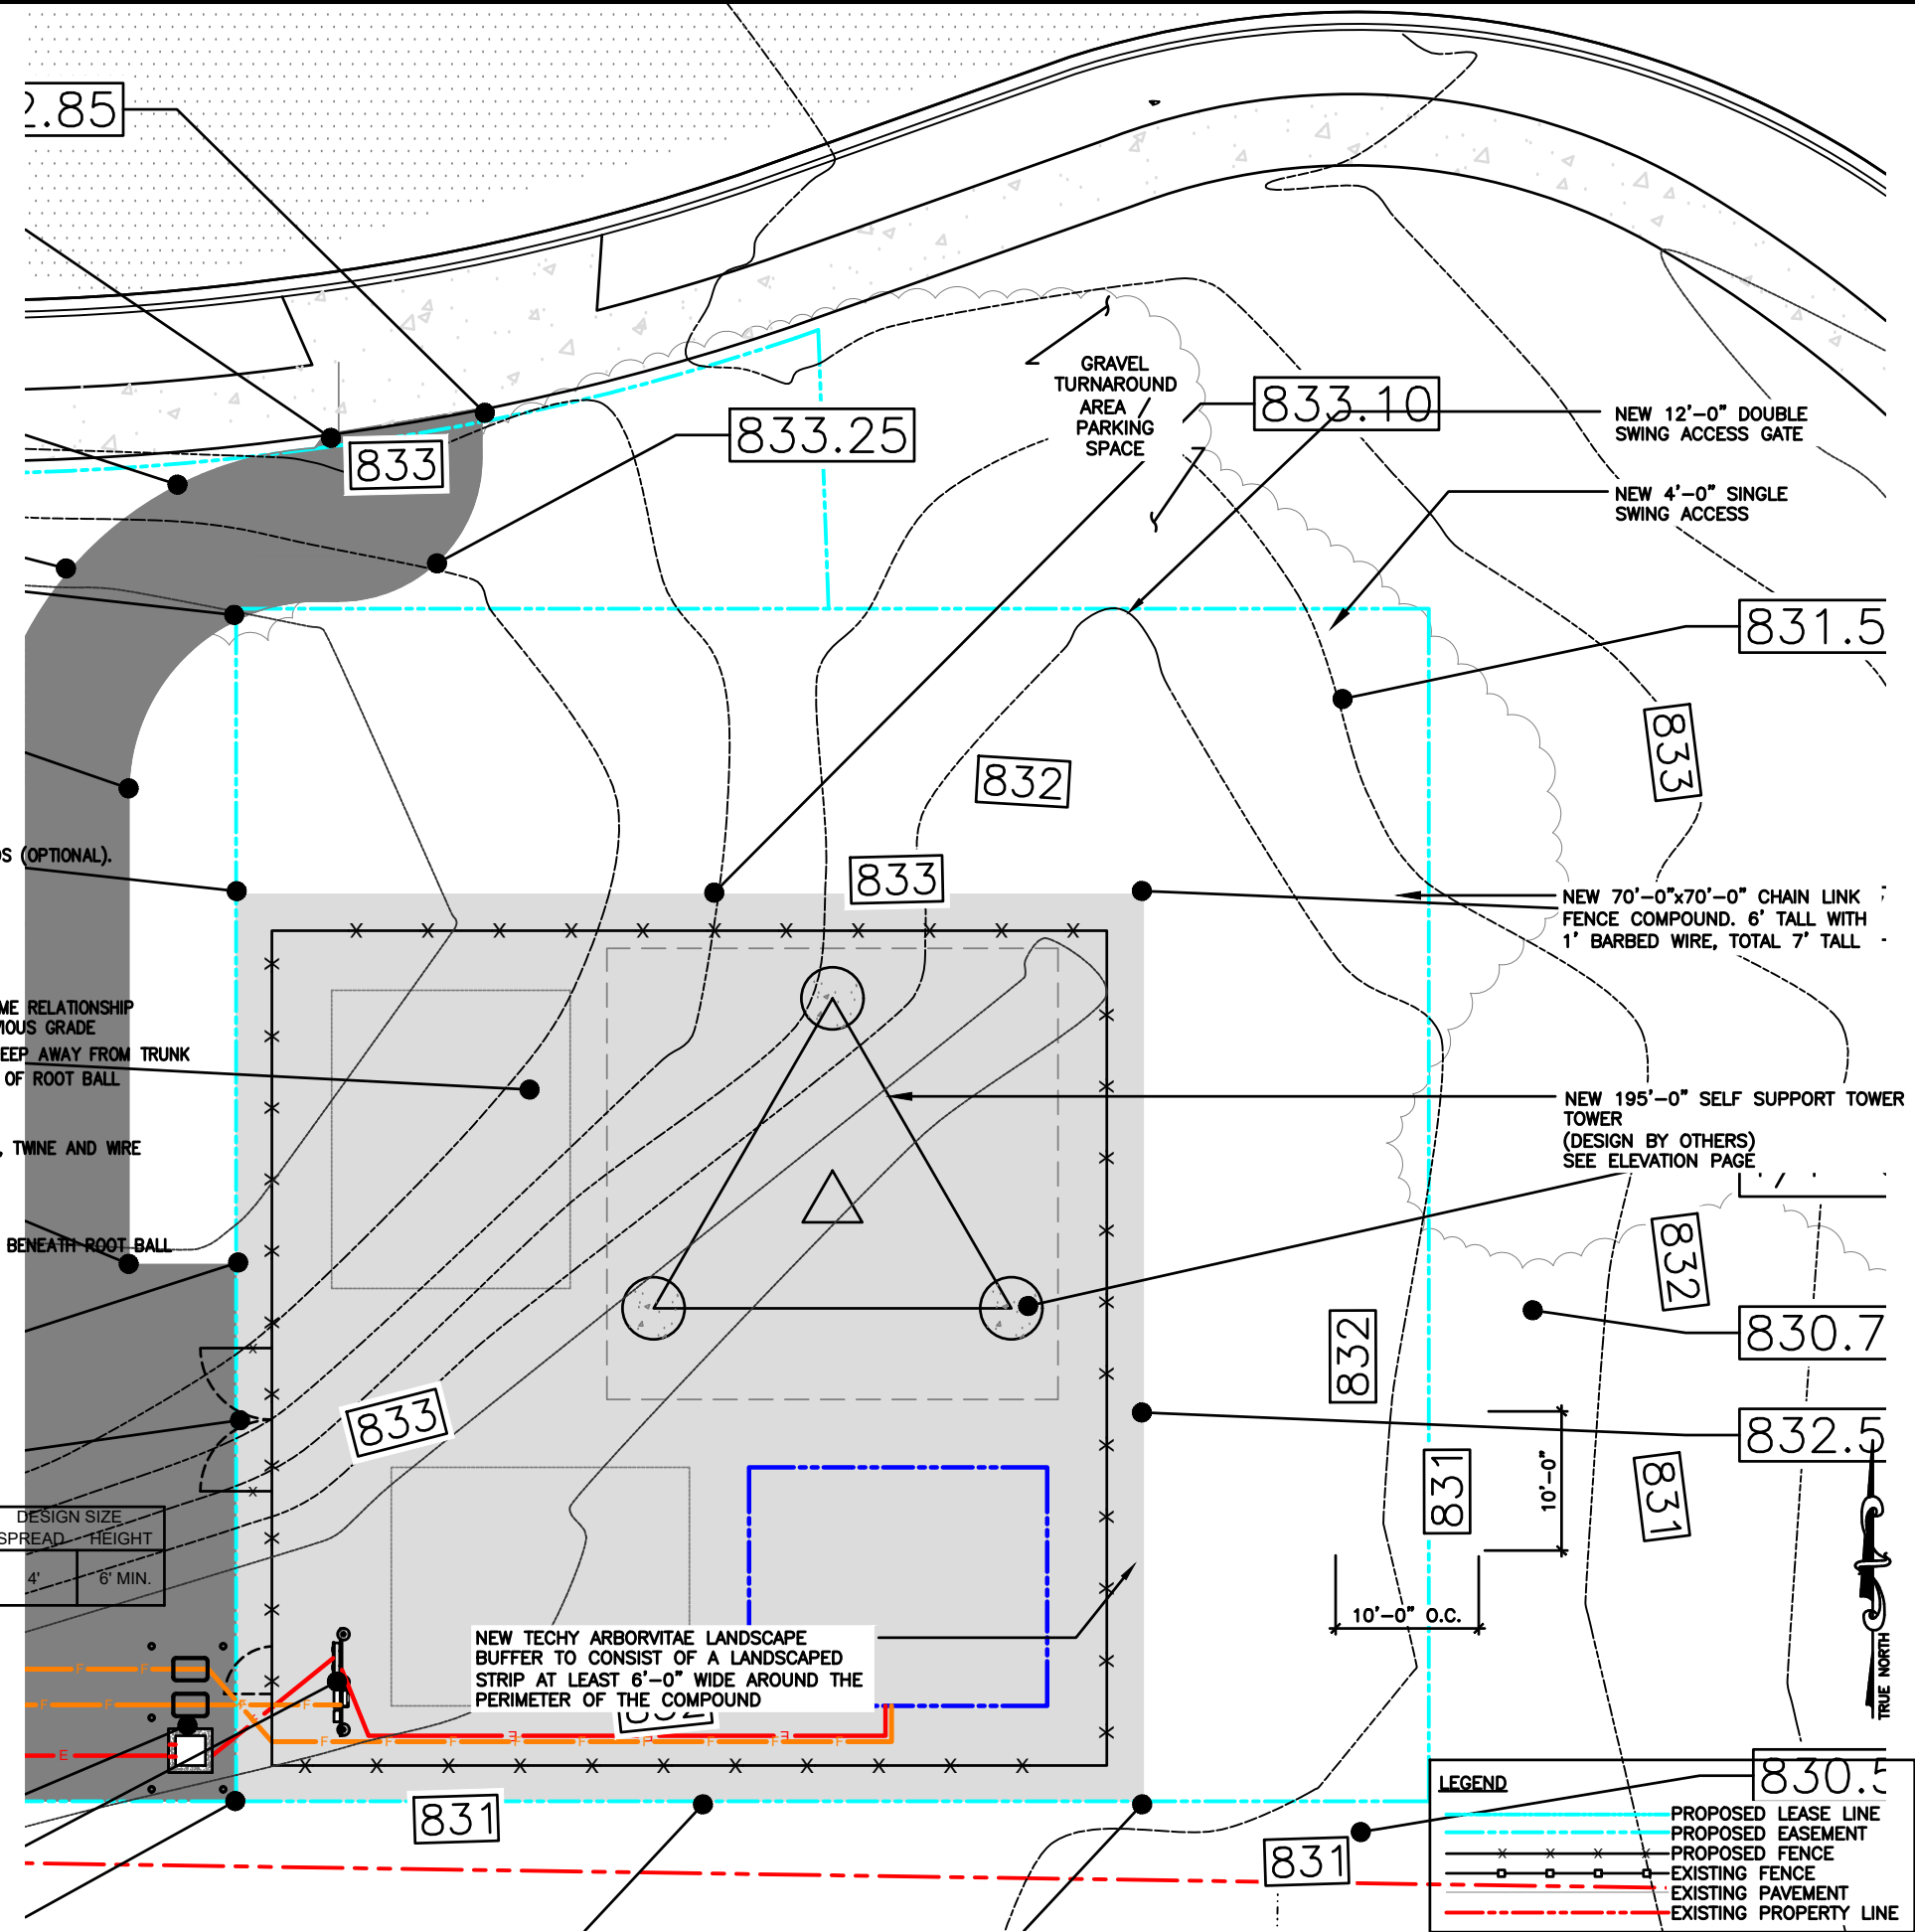 2.85
GRAVEL
TURNAROUND
AREA /
PARKING
SPACE
833.10
NEW 12'-0" DOUBLE
SWING ACCESS GATE
833.25
833
NEW 4'-0" SINGLE
SWING ACCESS
831.5
833
832
833
(OPTIONAL).
NEW 70'-0"x70'-0" CHAIN LINK
FENCE COMPOUND. 6' TALL WITH
1' BARBED WIRE, TOTAL 7' TALL
RELATIONSHIP
GRADE
AWAY FROM TRUNK
OF ROOT BALL
NEW 195'-0" SELF SUPPORT TOWER
TOWER
(DESIGN BY OTHERS)
SEE ELEVATION PAGE
, TWINE AND WIRE
BENEATH ROOT BALL
832
830.7
832
832.5
833
831
831
10'-0"
DESIGN SIZE
SPREAD HEIGHT
4' 6' MIN.
10'-0" O.C.
NEW TECHY ARBORVITAE LANDSCAPE
BUFFER TO CONSIST OF A LANDSCAPED
STRIP AT LEAST 6'-0" WIDE AROUND THE
PERIMETER OF THE COMPOUND
832
TRUE NORTH
F F
F F F F
F F F F F F F F
E E E
831
830.5
831
LEGEND
PROPOSED LEASE LINE
PROPOSED EASEMENT
PROPOSED FENCE
EXISTING FENCE
EXISTING PAVEMENT
EXISTING PROPERTY LINE